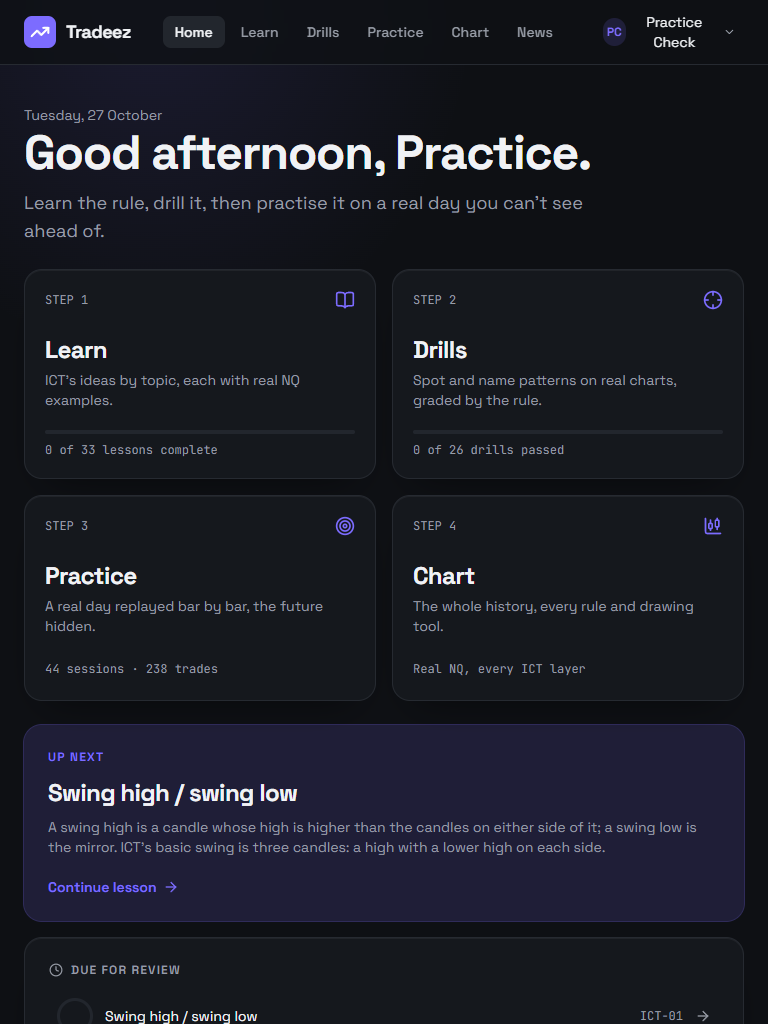 Tradeez
Home
Learn
Drills
Practice
Chart
News
PC
Practice
Check
Tuesday, 27 October
Good afternoon, Practice.
Learn the rule, drill it, then practise it on a real day you can't see
ahead of.
STEP 1
Learn
ICT's ideas by topic, each with real NQ
examples.
0 of 33 lessons complete
STEP 2
Drills
Spot and name patterns on real charts,
graded by the rule.
0 of 26 drills passed
STEP 3
Practice
A real day replayed bar by bar, the future
hidden.
44 sessions · 238 trades
STEP 4
Chart
The whole history, every rule and drawing
tool.
Real NQ, every ICT layer
UP NEXT
Swing high / swing low
A swing high is a candle whose high is higher than the candles on either side of it; a swing low is
the mirror. ICT's basic swing is three candles: a high with a lower high on each side.
Continue lesson
DUE FOR REVIEW
Swing high / swing low
ICT-01